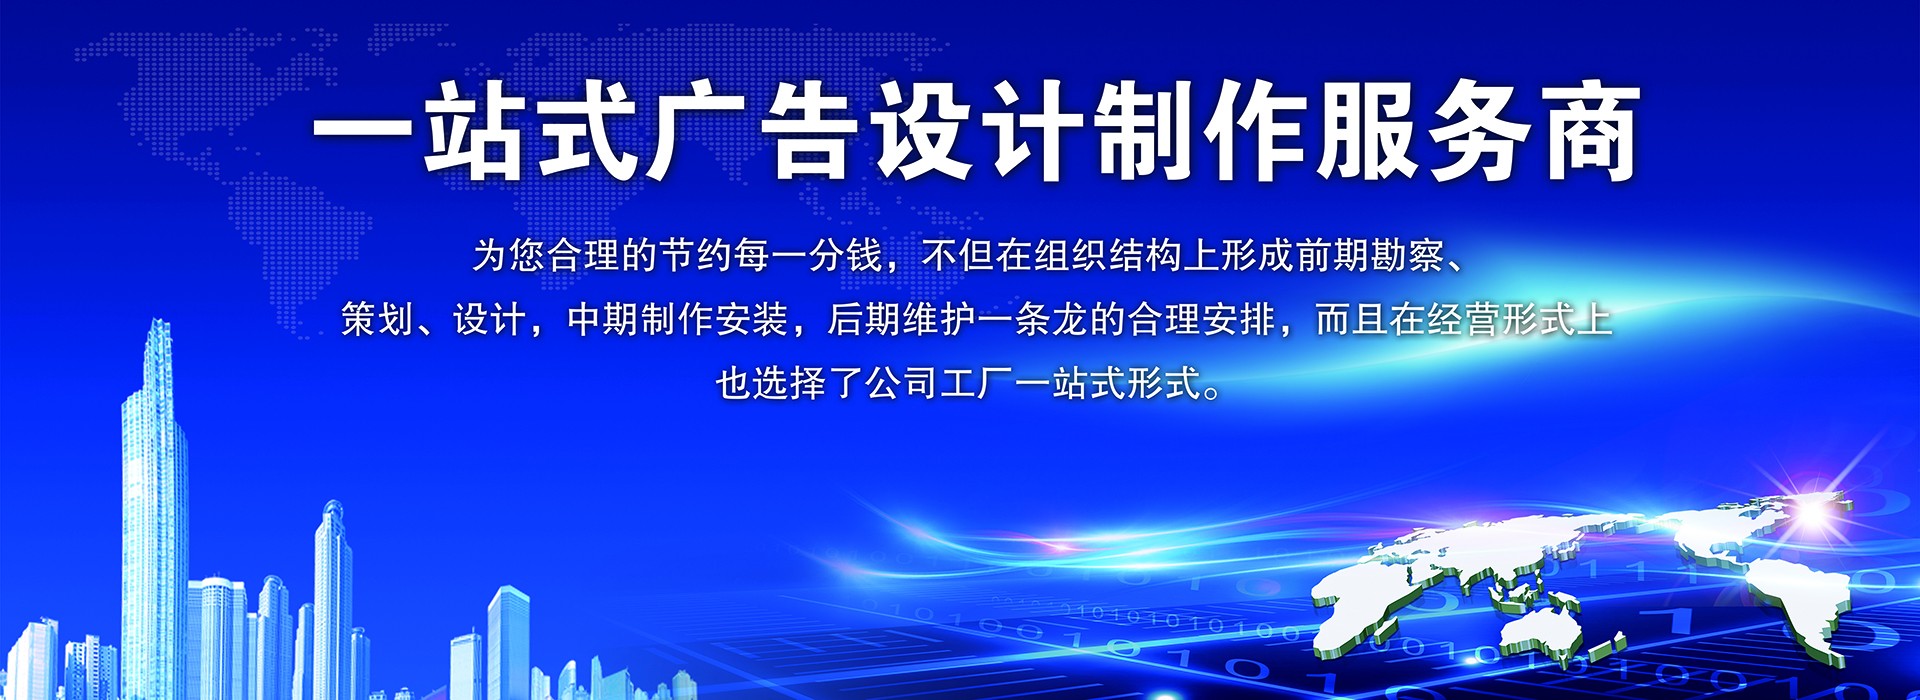 一站式广告设计制作服务商
为您合理的节约每一分钱，不但在组织结构上形成前期勘察、
策划、设计，中期制作安装，后期维护一条龙的合理安排，而且在经营形式上
也选择了公司工厂一站式形式。